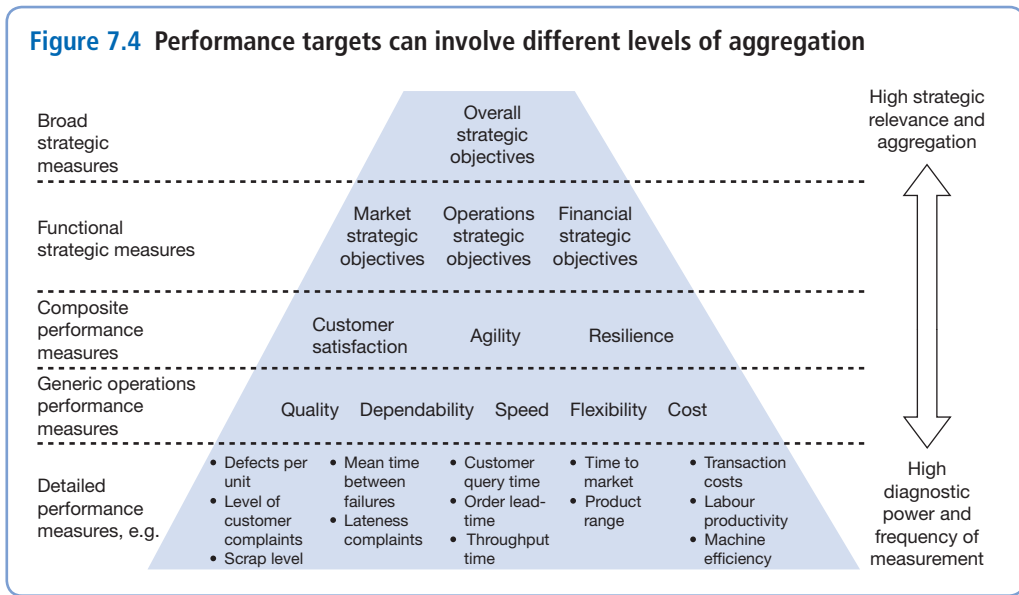 Figure 7.4 Performance targets can involve different levels of aggregation
Broad
strategic
measures
Overall
strategic
objectives
High strategic
relevance and
aggregation
Functional
strategic measures
Market
strategic
objectives
Operations
strategic
objectives
Financial
strategic
objectives
Composite
performance
measures
Customer
satisfaction
Agility
Resilience
Generic operations
performance
measures
Quality
Dependability
Speed
Flexibility
Cost
Detailed
performance
measures, e.g.
• Defects per
unit
• Level of
customer
complaints
• Scrap level
• Mean time
between
failures
• Lateness
complaints
• Customer
query time
• Order lead-
time
• Throughput
time
• Time to
market
• Product
range
• Transaction
costs
• Labour
productivity
• Machine
efficiency
High
diagnostic
power and
frequency of
measurement